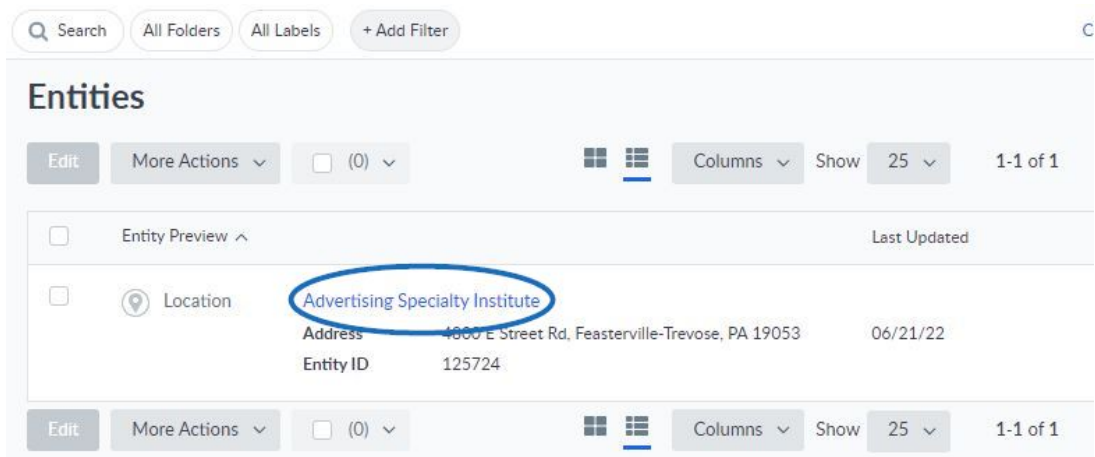 Search All Folders All Labels + Add Filter C
Entities
Edit More Actions (0) Columns Show 25 1-1 of 1
Entity Preview Last Updated
Location Advertising Specialty Institute
Address 4800 E Street Rd, Feasterville-Trevose, PA 19053 06/21/22
Entity ID 125724
Edit More Actions (0) Columns Show 25 1-1 of 1